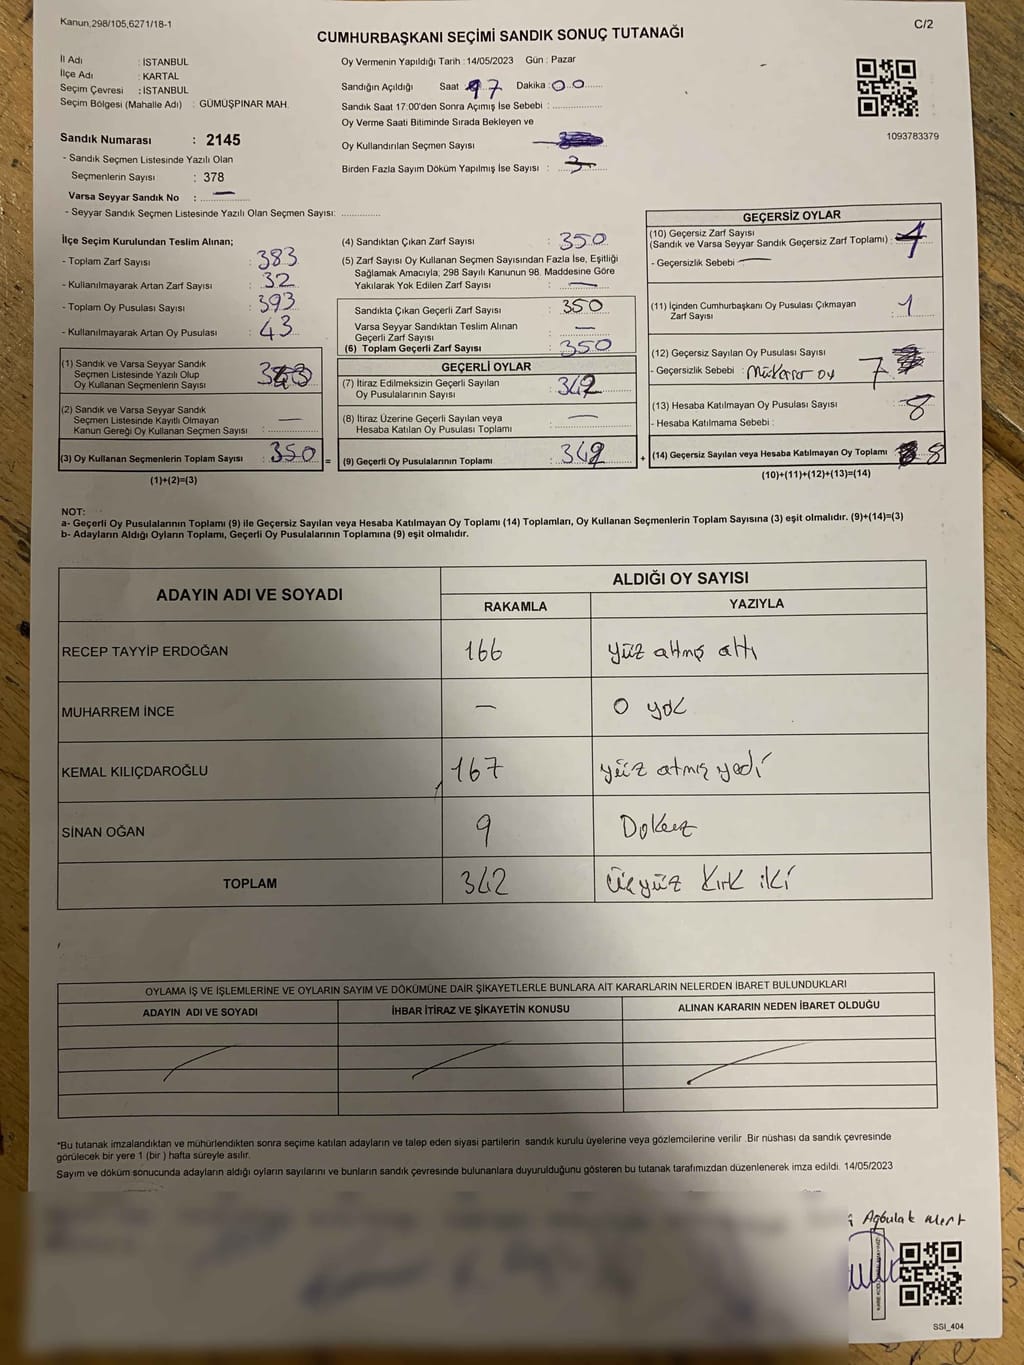 Kanun,298/105,6271/18-1
C/2
CUMHURBAŞKANI SEÇİMİ SANDIK SONUÇ TUTANAĞI
İl Adı : İSTANBUL
İlçe Adı : KARTAL
Seçim Çevresi : İSTANBUL
Seçim Bölgesi (Mahalle Adı) : GÜMÜŞPINAR MAH.
Sandık Numarası : 2145
- Sandık Seçmen Listesinde Yazılı Olan
Seçmenlerin Sayısı : 378
Varsa Seyyar Sandık No : —
- Seyyar Sandık Seçmen Listesinde Yazılı Olan Seçmen Sayısı: ............
Oy Vermenin Yapıldığı Tarih : 14/05/2023 Gün : Pazar
Sandığın Açıldığı Saat 17 Dakika : 00
Sandık Saat 17:00'den Sonra Açımış İse Sebebi : ............
Oy Verme Saati Bitiminde Sırada Bekleyen ve
Oy Kullandırılan Seçmen Sayısı
Birden Fazla Sayım Döküm Yapılmış İse Sayısı : 3
1093783379
İlçe Seçim Kurulundan Teslim Alınan;
- Toplam Zarf Sayısı : 383
- Kullanılmayarak Artan Zarf Sayısı : 32
- Toplam Oy Pusulası Sayısı : 393
- Kullanılmayarak Artan Oy Pusulası : 43
(1) Sandık ve Varsa Seyyar Sandık
Seçmen Listesinde Yazılı Olup
Oy Kullanan Seçmenlerin Sayısı :
(2) Sandık ve Varsa Seyyar Sandık
Seçmen Listesinde Kayıtlı Olmayan
Kanun Gereği Oy Kullanan Seçmen Sayısı : —
(3) Oy Kullanan Seçmenlerin Toplam Sayısı : 350 =
(1)+(2)=(3)
(4) Sandıktan Çıkan Zarf Sayısı : 350
(5) Zarf Sayısı Oy Kullanan Seçmen Sayısından Fazla İse, Eşitliği
Sağlamak Amacıyla; 298 Sayılı Kanunun 98. Maddesine Göre
Yakılarak Yok Edilen Zarf Sayısı : —
Sandıkta Çıkan Geçerli Zarf Sayısı : 350
Varsa Seyyar Sandıktan Teslim Alınan
Geçerli Zarf Sayısı : —
(6) Toplam Geçerli Zarf Sayısı : 350
GEÇERLİ OYLAR
(7) İtiraz Edilmeksizin Geçerli Sayılan
Oy Pusulalarının Sayısı : 342
(8) İtiraz Üzerine Geçerli Sayılan veya
Hesaba Katılan Oy Pusulası Toplamı : —
(9) Geçerli Oy Pusulalarının Toplamı : 342 +
GEÇERSİZ OYLAR
(10) Geçersiz Zarf Sayısı
(Sandık ve Varsa Seyyar Sandık Geçersiz Zarf Toplamı) :
- Geçersizlik Sebebi —
(11) İçinden Cumhurbaşkanı Oy Pusulası Çıkmayan
Zarf Sayısı : 1
(12) Geçersiz Sayılan Oy Pusulası Sayısı
- Geçersizlik Sebebi : Mükerrer oy 7
(13) Hesaba Katılmayan Oy Pusulası Sayısı 8
- Hesaba Katılmama Sebebi :
(14) Geçersiz Sayılan veya Hesaba Katılmayan Oy Toplamı 8
(10)+(11)+(12)+(13)=(14)
NOT:
a- Geçerli Oy Pusulalarının Toplamı (9) ile Geçersiz Sayılan veya Hesaba Katılmayan Oy Toplamı (14) Toplamları, Oy Kullanan Seçmenlerin Toplam Sayısına (3) eşit olmalıdır. (9)+(14)=(3)
b- Adayların Aldığı Oyların Toplamı, Geçerli Oy Pusulalarının Toplamına (9) eşit olmalıdır.
ADAYIN ADI VE SOYADI
ALDIĞI OY SAYISI
RAKAMLA YAZIYLA
RECEP TAYYİP ERDOĞAN 166 yüz altmış altı
MUHARREM İNCE — 0 yok
KEMAL KILIÇDAROĞLU 167 yüz atmış yedi
SİNAN OĞAN 9 Dokuz
TOPLAM 342 üçyüz kırk iki
OYLAMA İŞ VE İŞLEMLERİNE VE OYLARIN SAYIM VE DÖKÜMÜNE DAİR ŞİKAYETLERLE BUNLARA AİT KARARLARIN NELERDEN İBARET BULUNDUKLARI
ADAYIN ADI VE SOYADI İHBAR İTİRAZ VE ŞİKAYETİN KONUSU ALINAN KARARIN NEDEN İBARET OLDUĞU
*Bu tutanak imzalandıktan ve mühürlendikten sonra seçime katılan adayların ve talep eden siyasi partilerin sandık kurulu üyelerine veya gözlemcilerine verilir .Bir nüshası da sandık çevresinde
görülecek bir yere 1 (bir ) hafta süreyle asılır.
Sayım ve döküm sonucunda adayların aldığı oyların sayılarını ve bunların sandık çevresinde bulunanlara duyurulduğunu gösteren bu tutanak tarafımızdan düzenlenerek imza edildi. 14/05/2023
Agbulak Mert
SSI_404